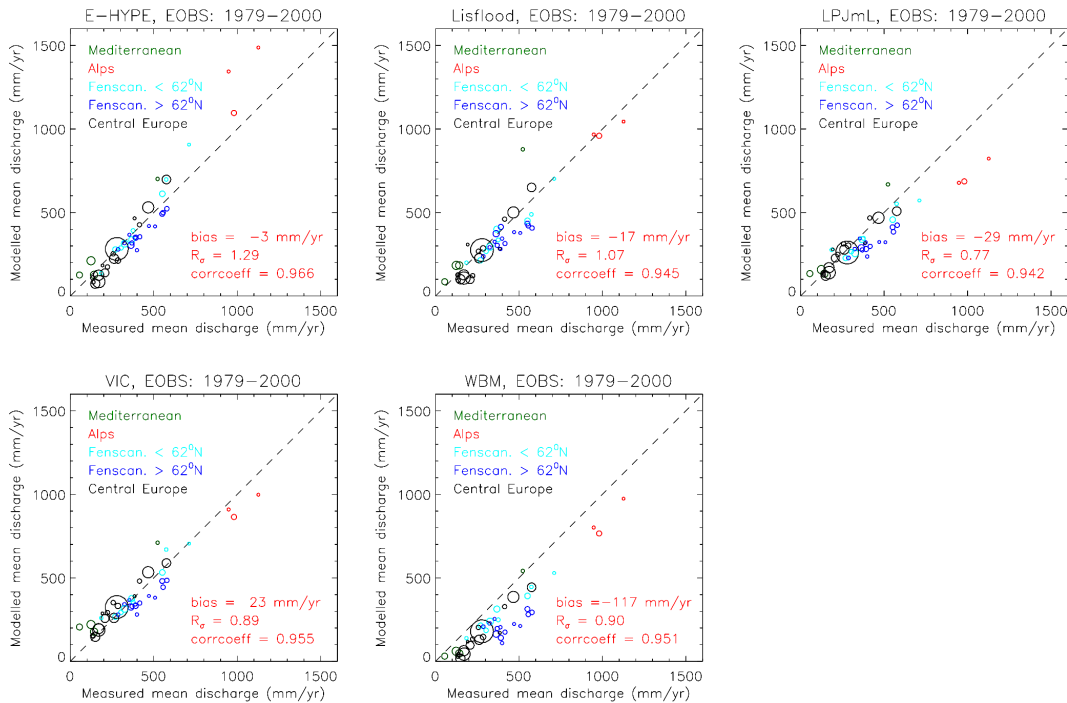 E-HYPE, EOBS: 1979-2000
1500
1000
500
0
Modelled mean discharge (mm/yr)
Mediterranean
Alps
Fenscan. < 62⁰N
Fenscan. > 62⁰N
Central Europe
bias = -3 mm/yr
Rσ = 1.29
corrcoeff = 0.966
0 500 1000 1500
Measured mean discharge (mm/yr)
Lisflood, EOBS: 1979-2000
1500
1000
500
0
Modelled mean discharge (mm/yr)
Mediterranean
Alps
Fenscan. < 62⁰N
Fenscan. > 62⁰N
Central Europe
bias = -17 mm/yr
Rσ = 1.07
corrcoeff = 0.945
0 500 1000 1500
Measured mean discharge (mm/yr)
LPJmL, EOBS: 1979-2000
1500
1000
500
0
Modelled mean discharge (mm/yr)
Mediterranean
Alps
Fenscan. < 62⁰N
Fenscan. > 62⁰N
Central Europe
bias = -29 mm/yr
Rσ = 0.77
corrcoeff = 0.942
0 500 1000 1500
Measured mean discharge (mm/yr)
VIC, EOBS: 1979-2000
1500
1000
500
0
Modelled mean discharge (mm/yr)
Mediterranean
Alps
Fenscan. < 62⁰N
Fenscan. > 62⁰N
Central Europe
bias = 23 mm/yr
Rσ = 0.89
corrcoeff = 0.955
0 500 1000 1500
Measured mean discharge (mm/yr)
WBM, EOBS: 1979-2000
1500
1000
500
0
Modelled mean discharge (mm/yr)
Mediterranean
Alps
Fenscan. < 62⁰N
Fenscan. > 62⁰N
Central Europe
bias =-117 mm/yr
Rσ = 0.90
corrcoeff = 0.951
0 500 1000 1500
Measured mean discharge (mm/yr)